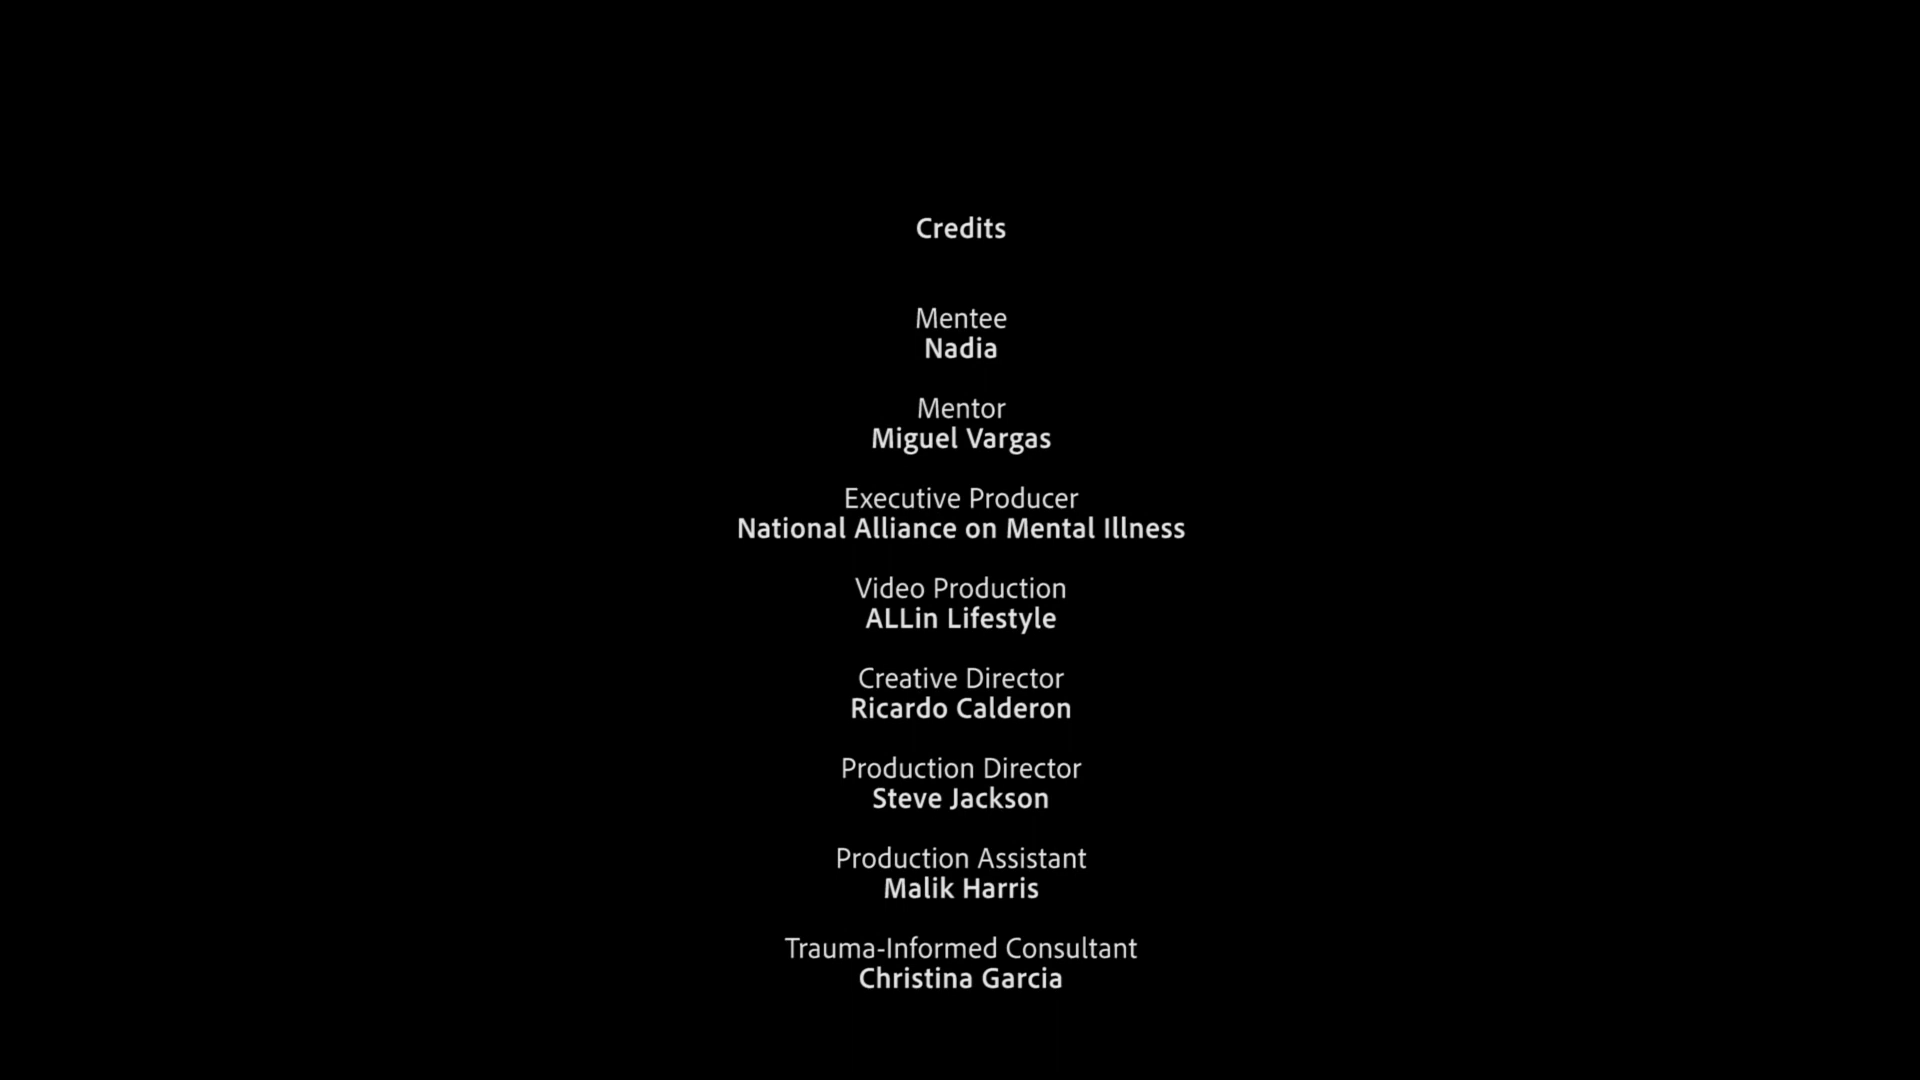 Credits
Mentee
Nadia
Mentor
Miguel Vargas
Executive Producer
National Alliance on Mental Illness
Video Production
ALLin Lifestyle
Creative Director
Ricardo Calderon
Production Director
Steve Jackson
Production Assistant
Malik Harris
Trauma-Informed Consultant
Christina Garcia